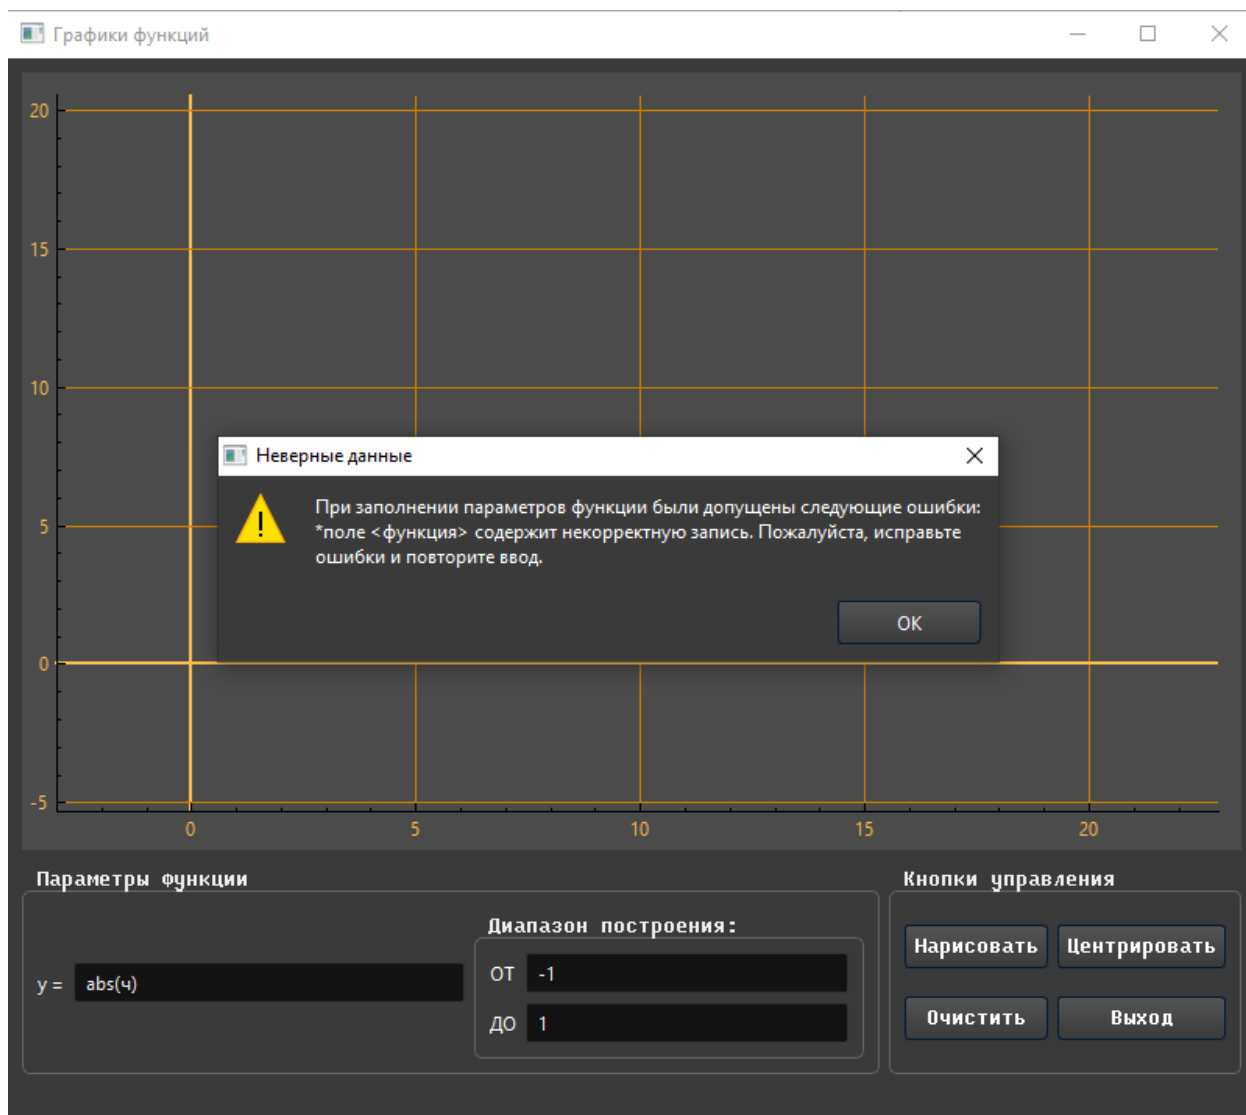 Графики функций
20
15
10
5
0
-5
0 5 10 15 20
Неверные данные
При заполнении параметров функции были допущены следующие ошибки:
*поле <функция> содержит некорректную запись. Пожалуйста, исправьте
ошибки и повторите ввод.
OK
Параметры функции
y = abs(ч)
Диапазон построения:
ОТ -1
ДО 1
Кнопки управления
Нарисовать Центрировать
Очистить Выход